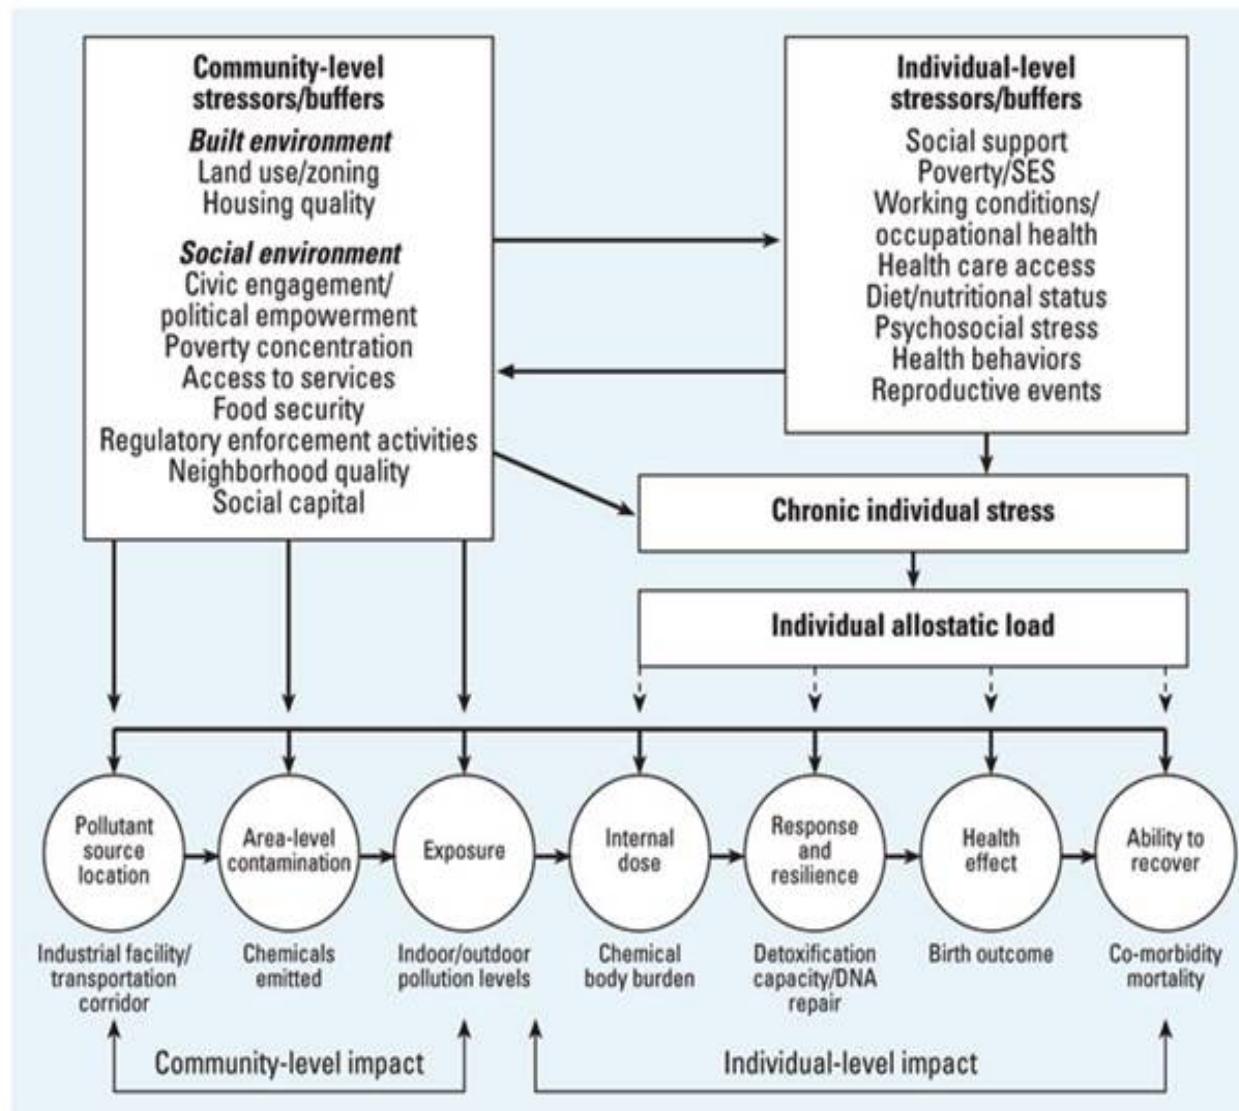 Community-level
stressors/buffers
Built environment
Land use/zoning
Housing quality
Social environment
Civic engagement/
political empowerment
Poverty concentration
Access to services
Food security
Regulatory enforcement activities
Neighborhood quality
Social capital
Individual-level
stressors/buffers
Social support
Poverty/SES
Working conditions/
occupational health
Health care access
Diet/nutritional status
Psychosocial stress
Health behaviors
Reproductive events
Chronic individual stress
Individual allostatic load
Pollutant
source
location
Area-level
contamination
Exposure
Internal
dose
Response
and
resilience
Health
effect
Ability to
recover
Industrial facility/
transportation
corridor
Chemicals
emitted
Indoor/outdoor
pollution levels
Chemical
body burden
Detoxification
capacity/DNA
repair
Birth outcome
Co-morbidity
mortality
Community-level impact
Individual-level impact